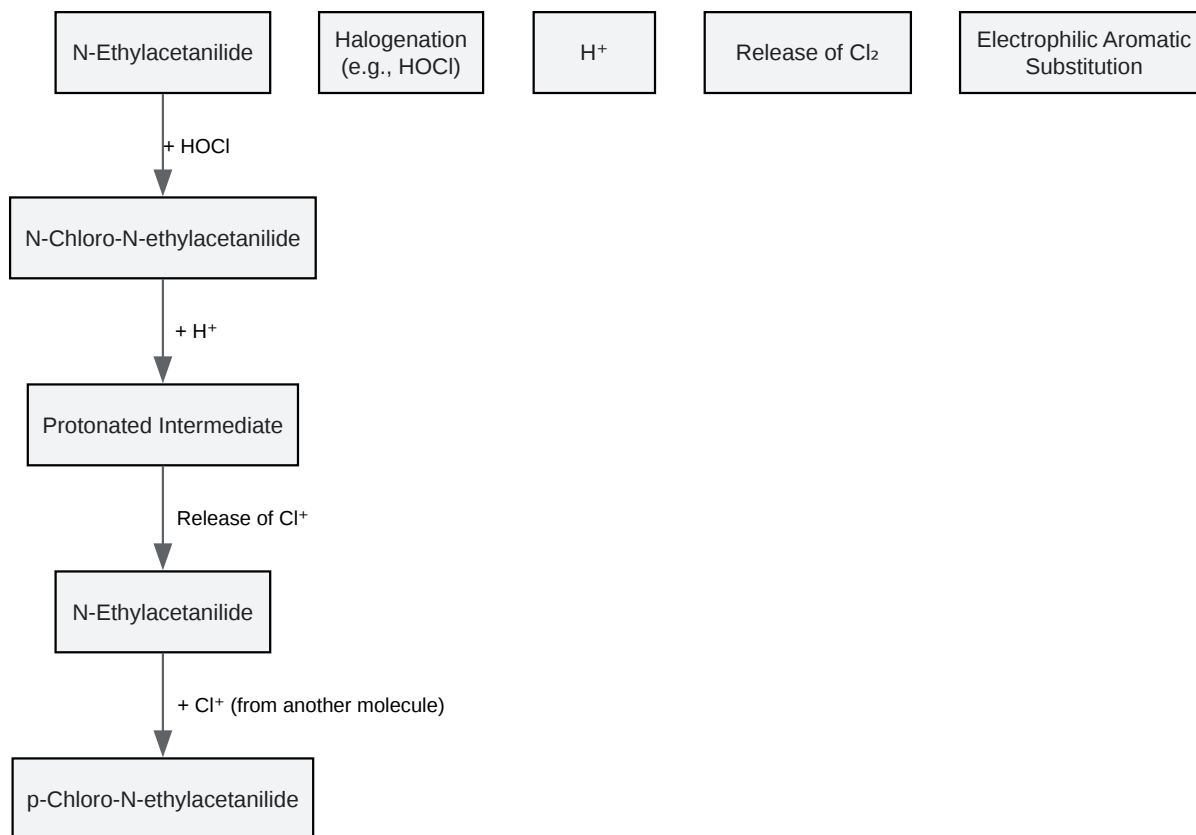 N-Ethylacetanilide
Halogenation
(e.g., HOCl)
H⁺
Release of Cl₂
Electrophilic Aromatic
Substitution
+ HOCl
N-Chloro-N-ethylacetanilide
+ H⁺
Protonated Intermediate
Release of Cl⁺
N-Ethylacetanilide
+ Cl⁺ (from another molecule)
p-Chloro-N-ethylacetanilide